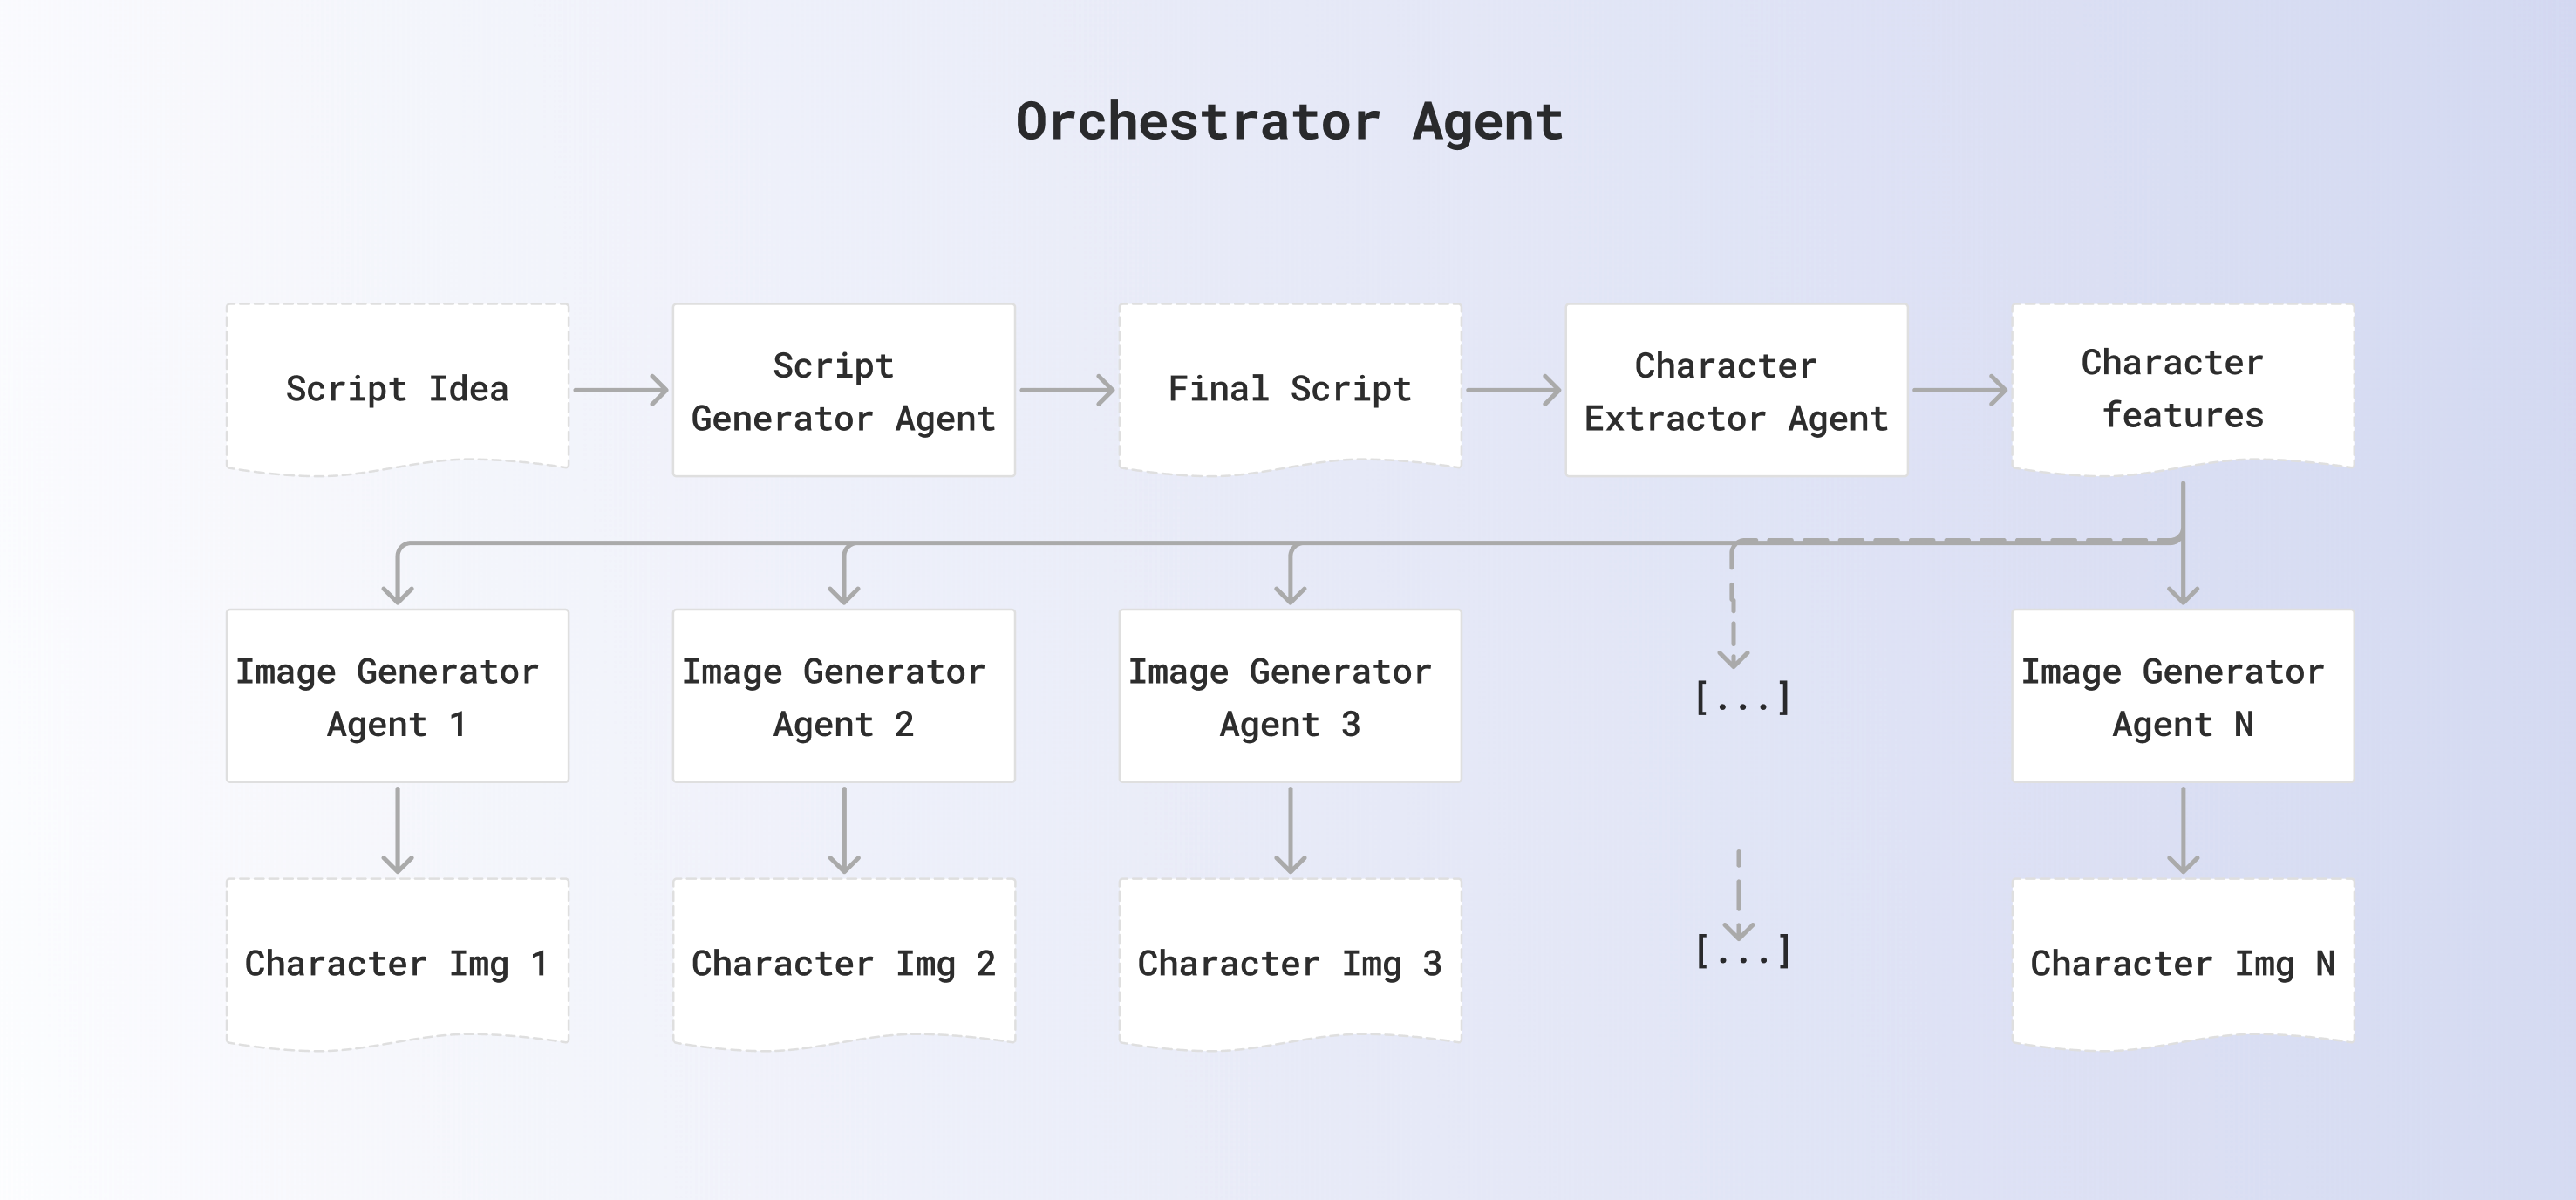 Orchestrator Agent
Script Idea
Script
Generator Agent
Final Script
Character
Extractor Agent
Character
features
Image Generator
Agent 1
Image Generator
Agent 2
Image Generator
Agent 3
[...]
Image Generator
Agent N
Character Img 1
Character Img 2
Character Img 3
[...]
Character Img N